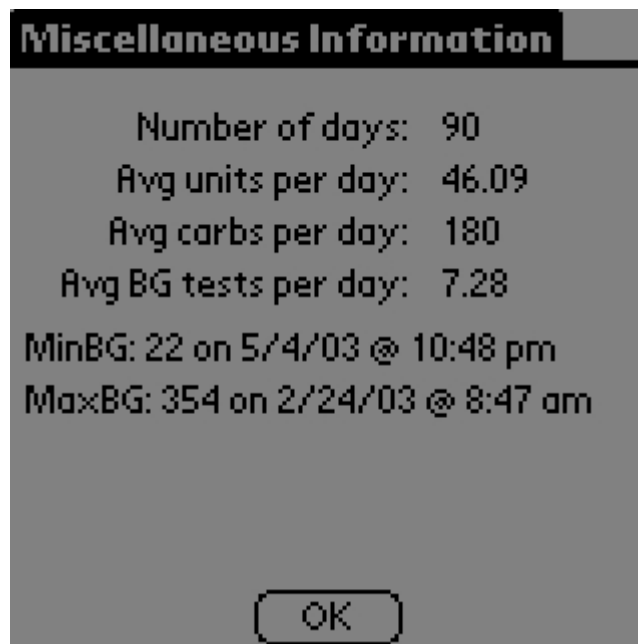 Miscellaneous Information
Number of days: 90
Avg units per day: 46.09
Avg carbs per day: 180
Avg BG tests per day: 7.28
MinBG: 22 on 5/4/03 @ 10:48 pm
MaxBG: 354 on 2/24/03 @ 8:47 am
OK